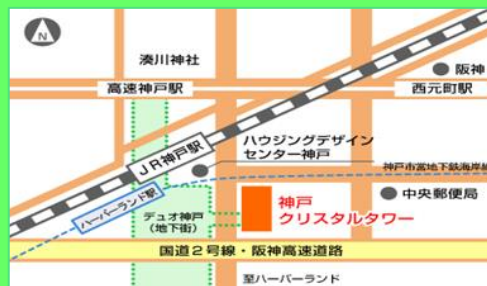 N
湊川神社
阪神
高速神戸駅
西元町駅
JR神戸駅
ハウジングデザイン
センター神戸
神戸市営地下鉄海岸線
ハーバーランド駅
中央郵便局
神戸
クリスタルタワー
デュオ神戸
(地下街)
国道2号線・阪神高速道路
至ハーバーランド